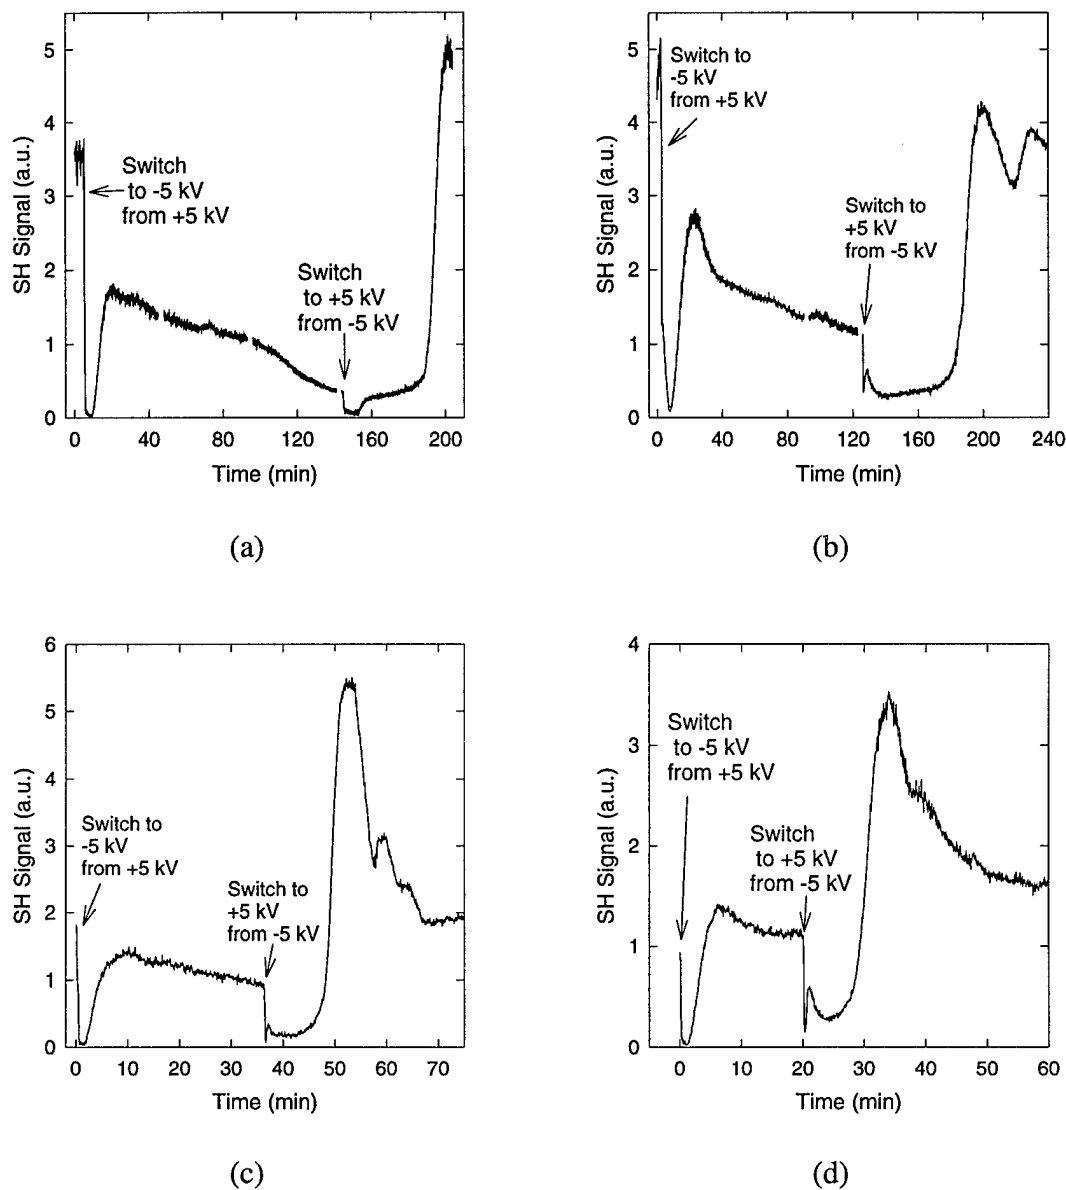 5
4
3
2
1
0
SH Signal (a.u.)
Switch
to -5 kV
from +5 kV
Switch
to +5 kV
from -5 kV
0 40 80 120 160 200
Time (min)
(a)
5
4
3
2
1
0
SH Signal (a.u.)
Switch to
-5 kV
from +5 kV
Switch to
+5 kV
from -5 kV
0 40 80 120 160 200 240
Time (min)
(b)
6
5
4
3
2
1
0
SH Signal (a.u.)
Switch to
-5 kV
from +5 kV
Switch to
+5 kV
from -5 kV
0 10 20 30 40 50 60 70
Time (min)
(c)
4
3
2
1
0
SH Signal (a.u.)
Switch
to -5 kV
from +5 kV
Switch
to +5 kV
from -5 kV
0 10 20 30 40 50 60
Time (min)
(d)